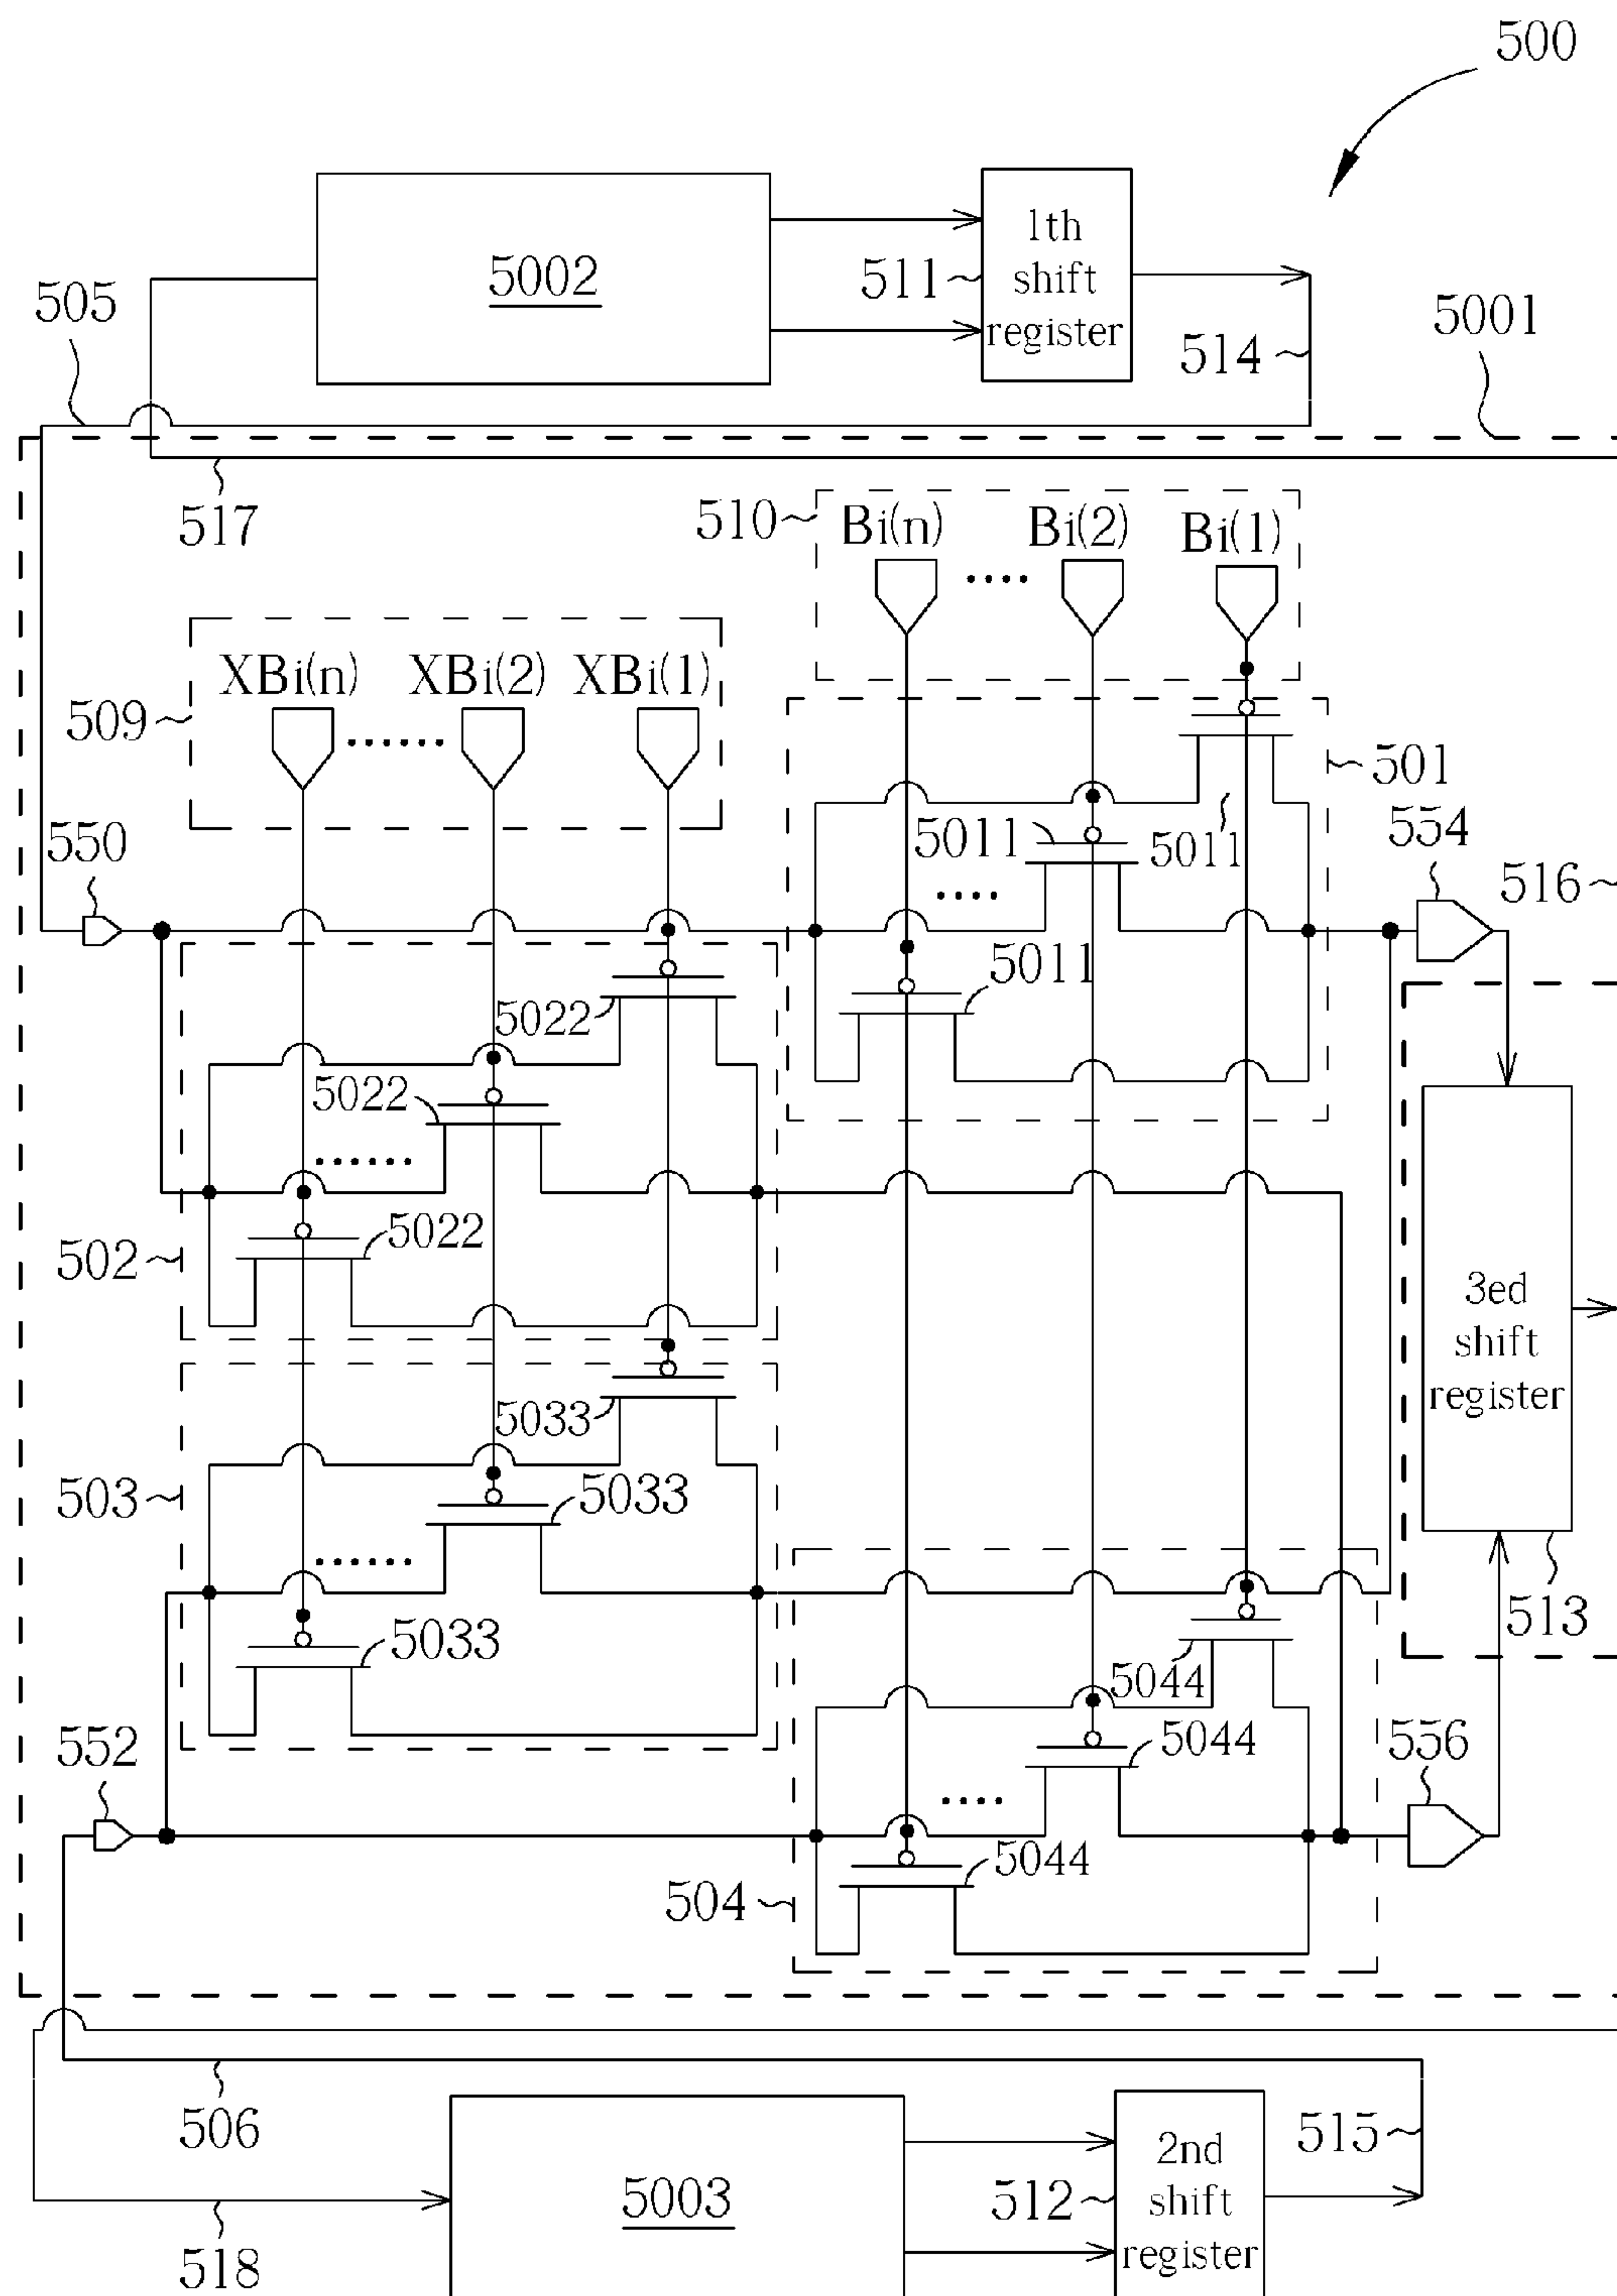 500
5002
511
1th
shift
register
514
505
5001
517
510
Bi(n)
....
Bi(2)
Bi(1)
XBi(n)
......
XBi(2)
XBi(1)
509
501
550
5011
5011
554
516
....
5011
5022
5022
......
5022
502
3ed
shift
register
5033
503
5033
......
5033
513
5044
552
5044
556
....
5044
504
506
515
2nd
shift
register
5003
512
518